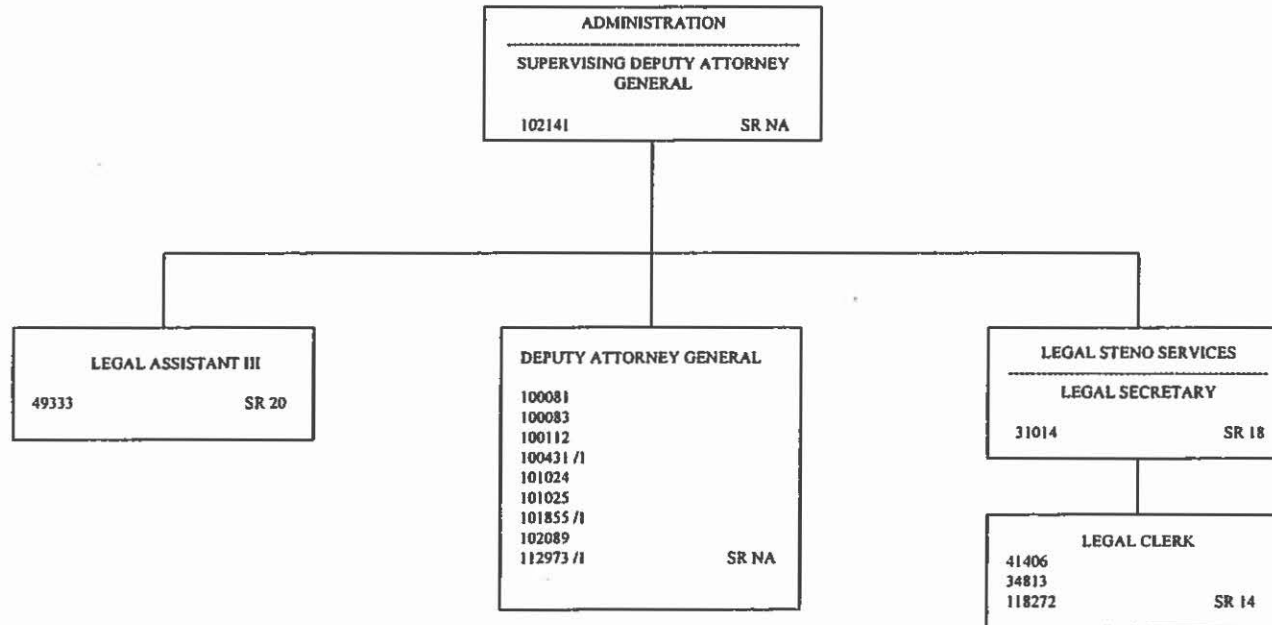 ADMINISTRATION
SUPERVISING DEPUTY ATTORNEY
GENERAL
102141 SR NA
LEGAL ASSISTANT III
49333 SR 20
DEPUTY ATTORNEY GENERAL
100081
100083
100112
100431 /1
101024
101025
101855 /1
102089
112973 /1 SR NA
LEGAL STENO SERVICES
LEGAL SECRETARY
31014 SR 18
LEGAL CLERK
41406
34813
118272 SR 14